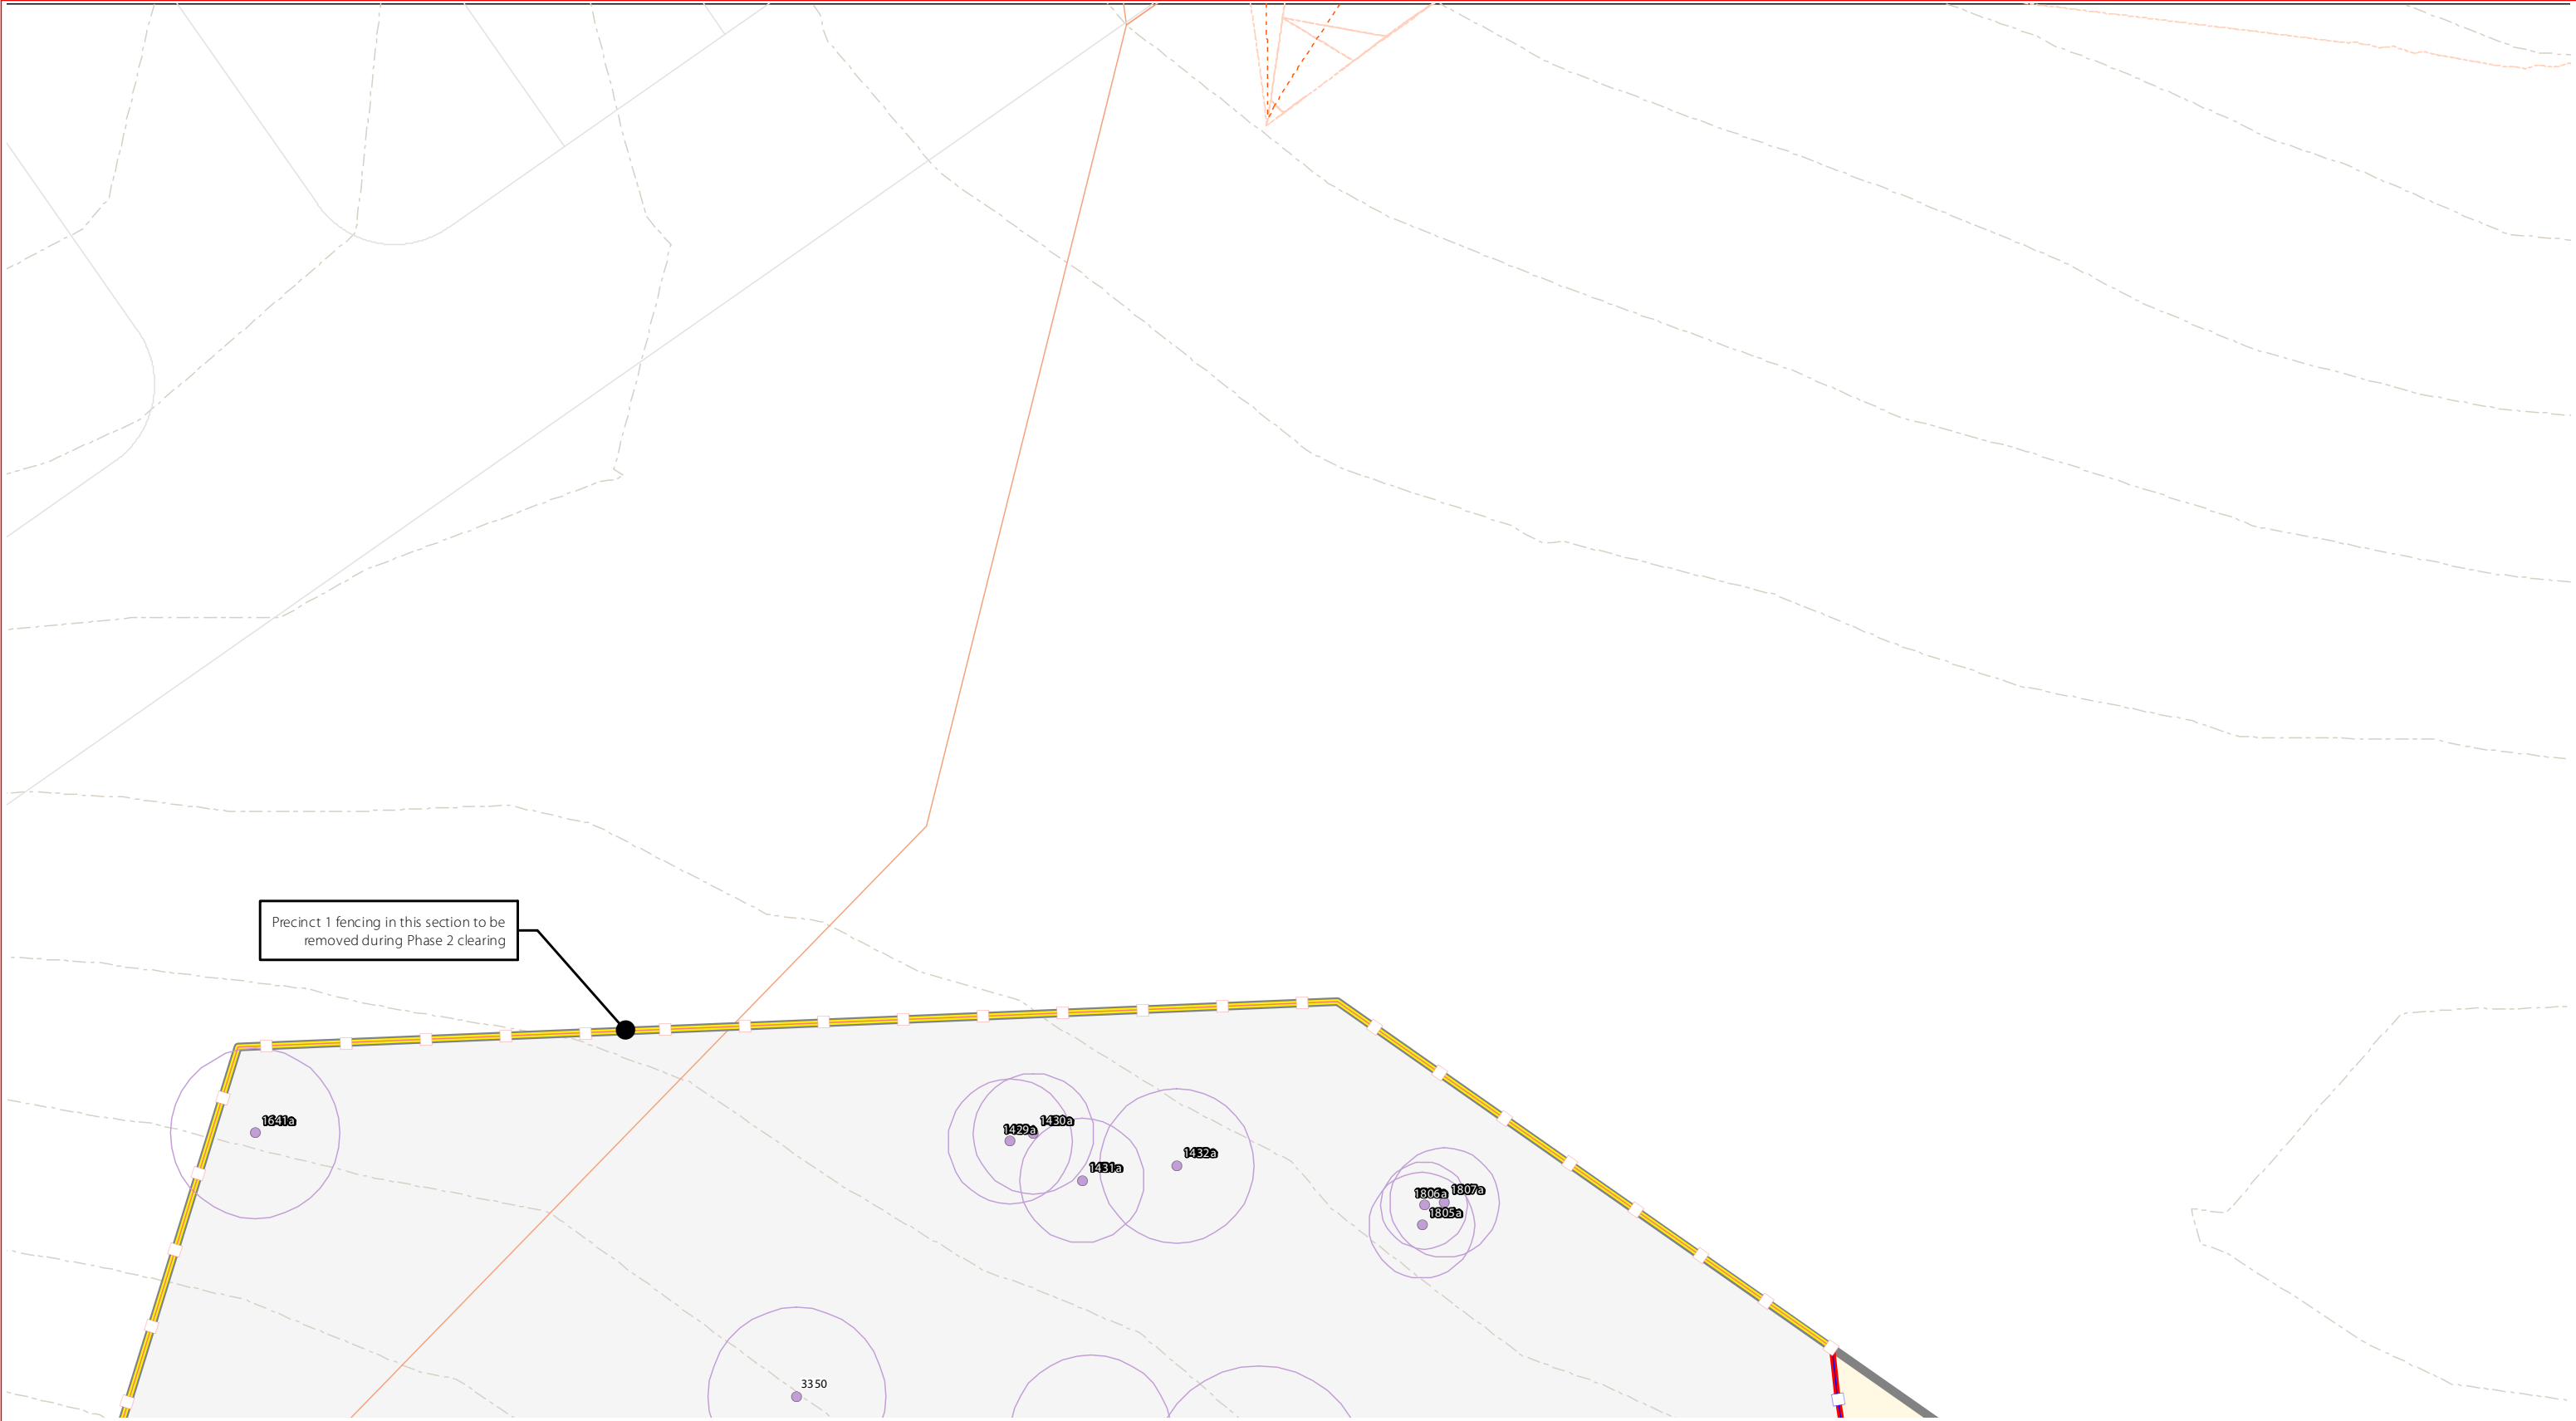 Precinct 1 fencing in this section to be
removed during Phase 2 clearing
1641a
1429a
1430a
1431a
1432a
1806a
1807a
1805a
3350